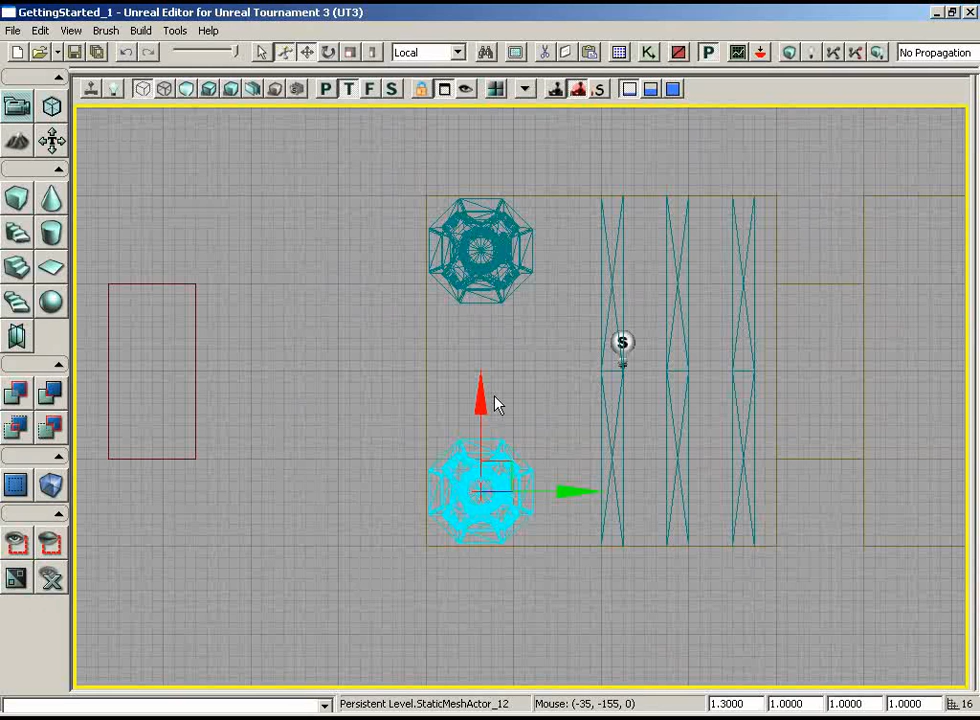 GettingStarted_1 - Unreal Editor for Unreal Tournament 3 (UT3)
File Edit View Brush Build Tools Help
Local
K
P
No Propagation
P T F S
.S
S
Persistent Level.StaticMeshActor_12 Mouse: (-35, -155, 0) 1.3000 1.0000 1.0000 1.0000 16